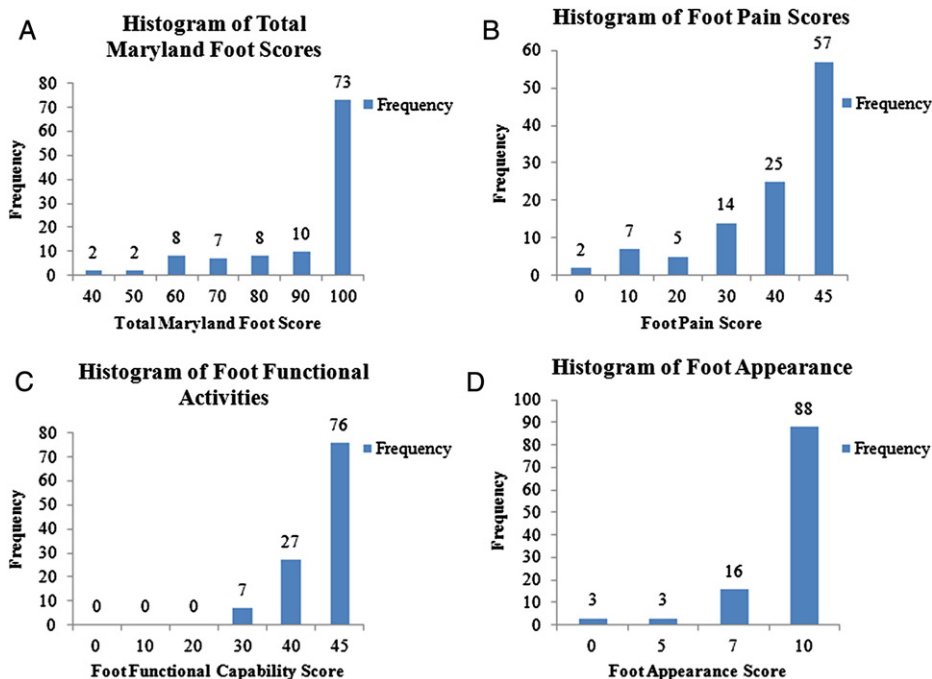 A
Histogram of Total
Maryland Foot Scores
80
70
60
50
40
30
20
10
0
Frequency
2
2
8
7
8
10
73
Frequency
40 50 60 70 80 90 100
Total Maryland Foot Score
B
Histogram of Foot Pain Scores
60
50
40
30
20
10
0
Frequency
2
7
5
14
25
57
Frequency
0 10 20 30 40 45
Foot Pain Score
C
Histogram of Foot Functional
Activities
80
70
60
50
40
30
20
10
0
Frequency
0
0
0
7
27
76
Frequency
0 10 20 30 40 45
Foot Functional Capability Score
D
Histogram of Foot Appearance
100
90
80
70
60
50
40
30
20
10
0
Frequency
3
3
16
88
Frequency
0 5 7 10
Foot Appearance Score